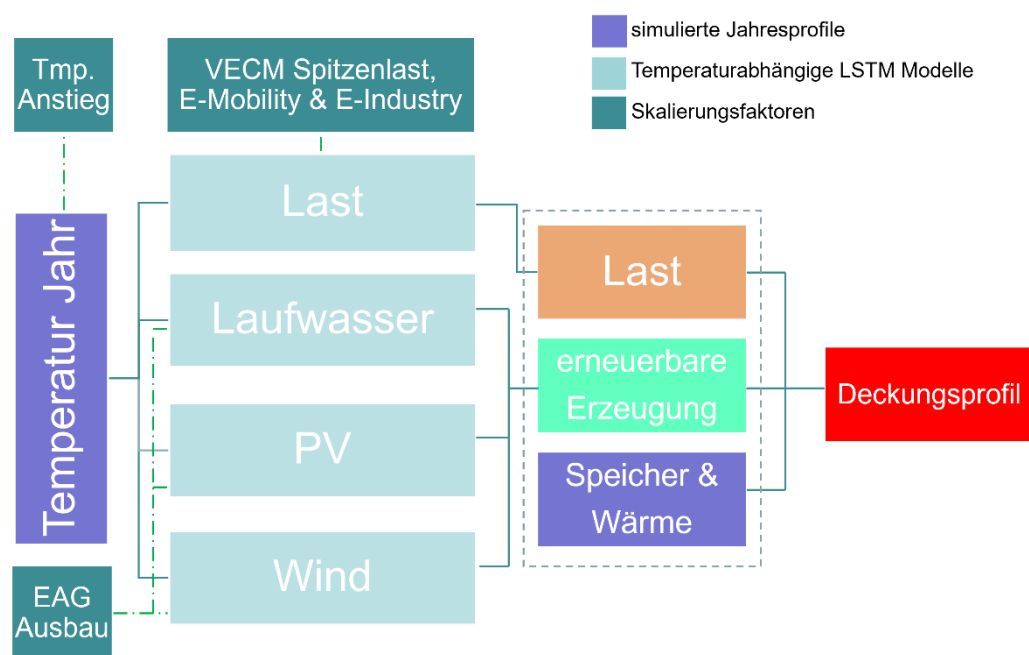 simulierte Jahresprofile
Temperaturabhängige LSTM Modelle
Skalierungsfaktoren
Tmp.
Anstieg
VECM Spitzenlast,
E-Mobility & E-Industry
Temperatur Jahr
Last
Laufwasser
PV
Wind
EAG
Ausbau
Last
erneuerbare
Erzeugung
Speicher &
Wärme
Deckungsprofil